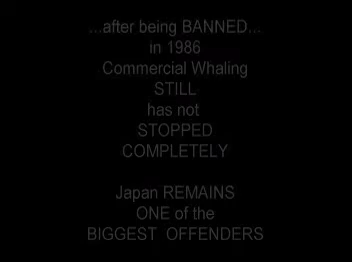 ...after being BANNED...
in 1986
Commercial Whaling
STILL
has not
STOPPED
COMPLETELY
Japan REMAINS
ONE of the
BIGGEST OFFENDERS